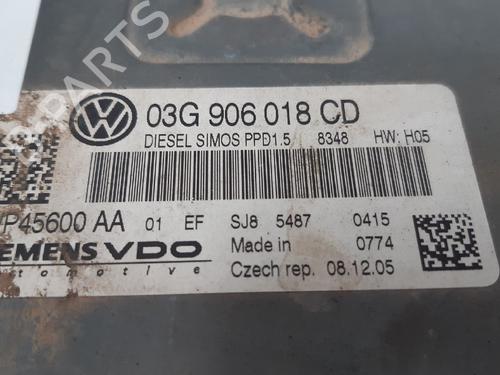 03G 906 018 CD
DIESEL SIMOS PPD1.5 8348 HW: H05
P45600 AA 01 EF SJ8 5487 0415
EMENS VDO Made in 0774
automotive Czech rep. 08.12.05